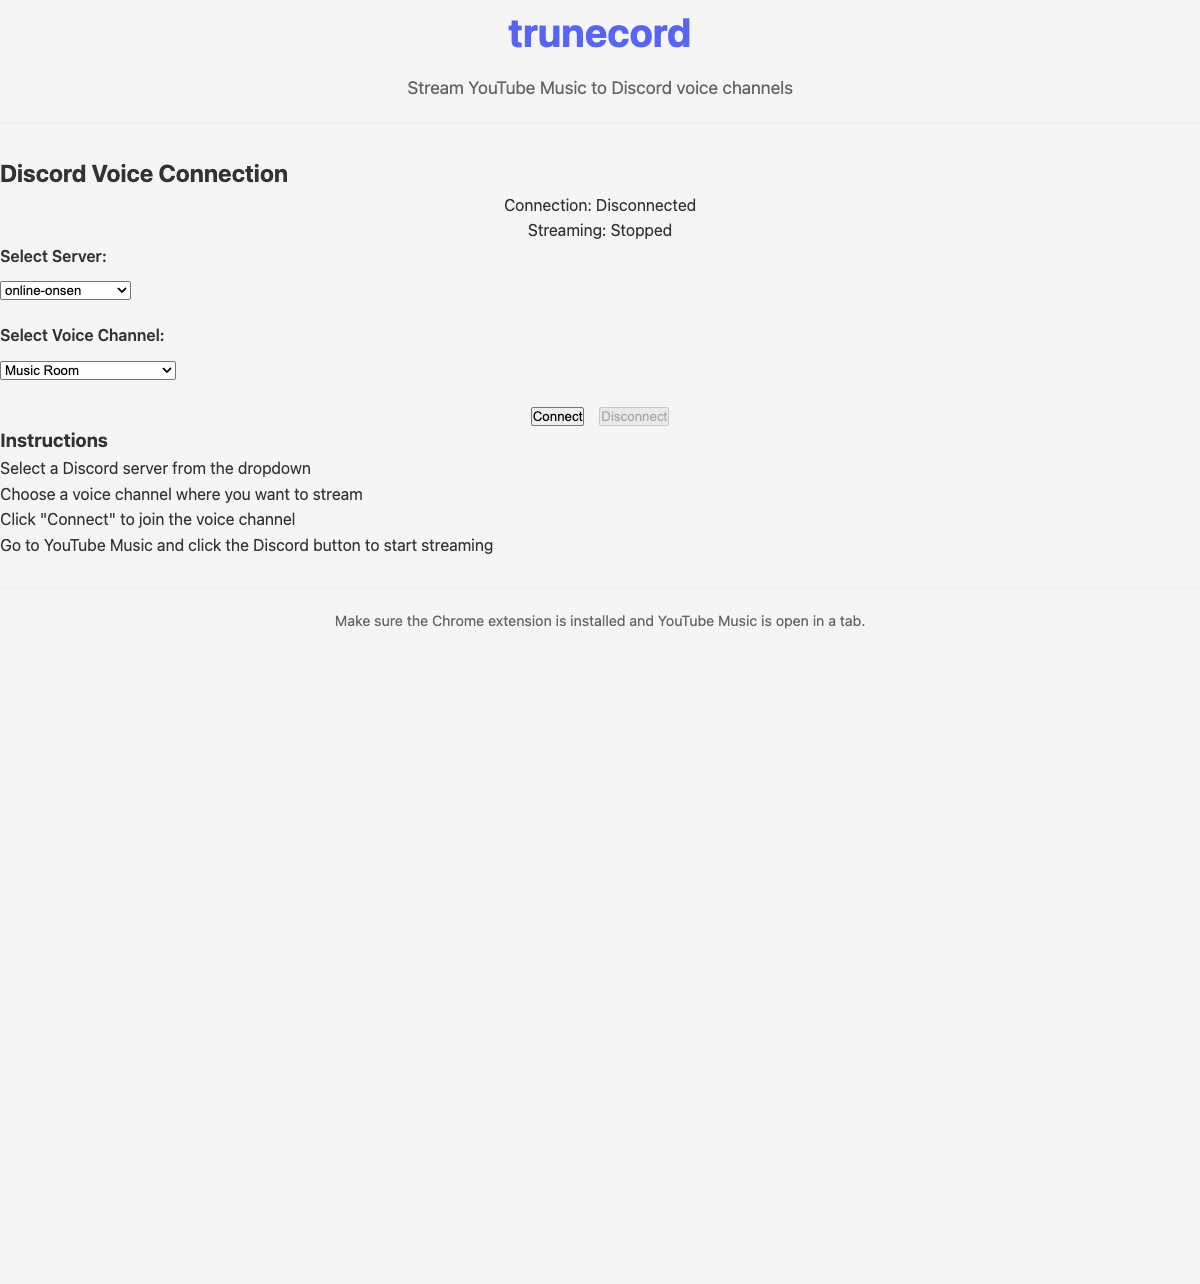 trunecord
Stream YouTube Music to Discord voice channels
Discord Voice Connection
Connection: Disconnected
Streaming: Stopped
Select Server:
online-onsen
Select Voice Channel:
Music Room
Connect Disconnect
Instructions
Select a Discord server from the dropdown
Choose a voice channel where you want to stream
Click "Connect" to join the voice channel
Go to YouTube Music and click the Discord button to start streaming
Make sure the Chrome extension is installed and YouTube Music is open in a tab.